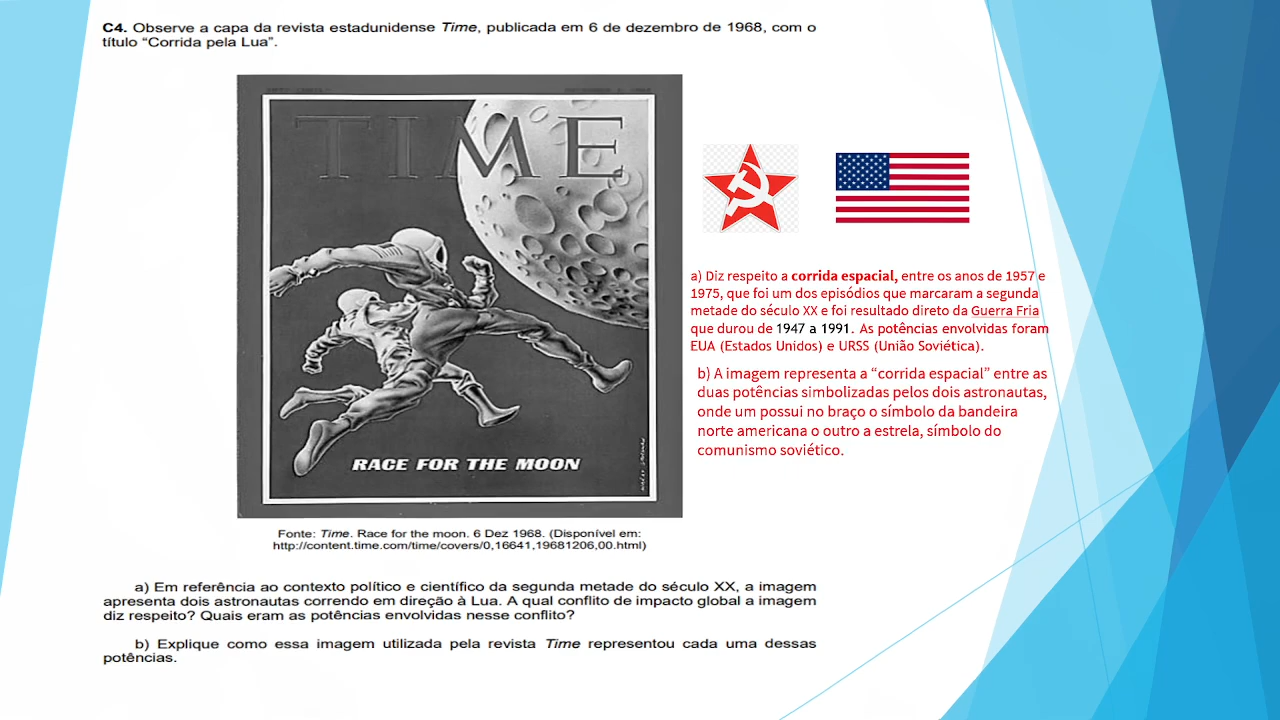 C4. Observe a capa da revista estadunidense Time, publicada em 6 de dezembro de 1968, com o
título “Corrida pela Lua”.
TIME
RACE FOR THE MOON
Fonte: Time. Race for the moon. 6 Dez 1968. (Disponível em:
http://content.time.com/time/covers/0,16641,19681206,00.html)
a) Em referência ao contexto político e científico da segunda metade do século XX, a imagem
apresenta dois astronautas correndo em direção à Lua. A qual conflito de impacto global a imagem
diz respeito? Quais eram as potências envolvidas nesse conflito?
b) Explique como essa imagem utilizada pela revista Time representou cada uma dessas
potências.
a) Diz respeito a corrida espacial, entre os anos de 1957 e
1975, que foi um dos episódios que marcaram a segunda
metade do século XX e foi resultado direto da Guerra Fria
que durou de 1947 a 1991. As potências envolvidas foram
EUA (Estados Unidos) e URSS (União Soviética).
b) A imagem representa a “corrida espacial” entre as
duas potências simbolizadas pelos dois astronautas,
onde um possui no braço o símbolo da bandeira
norte americana o outro a estrela, símbolo do
comunismo soviético.